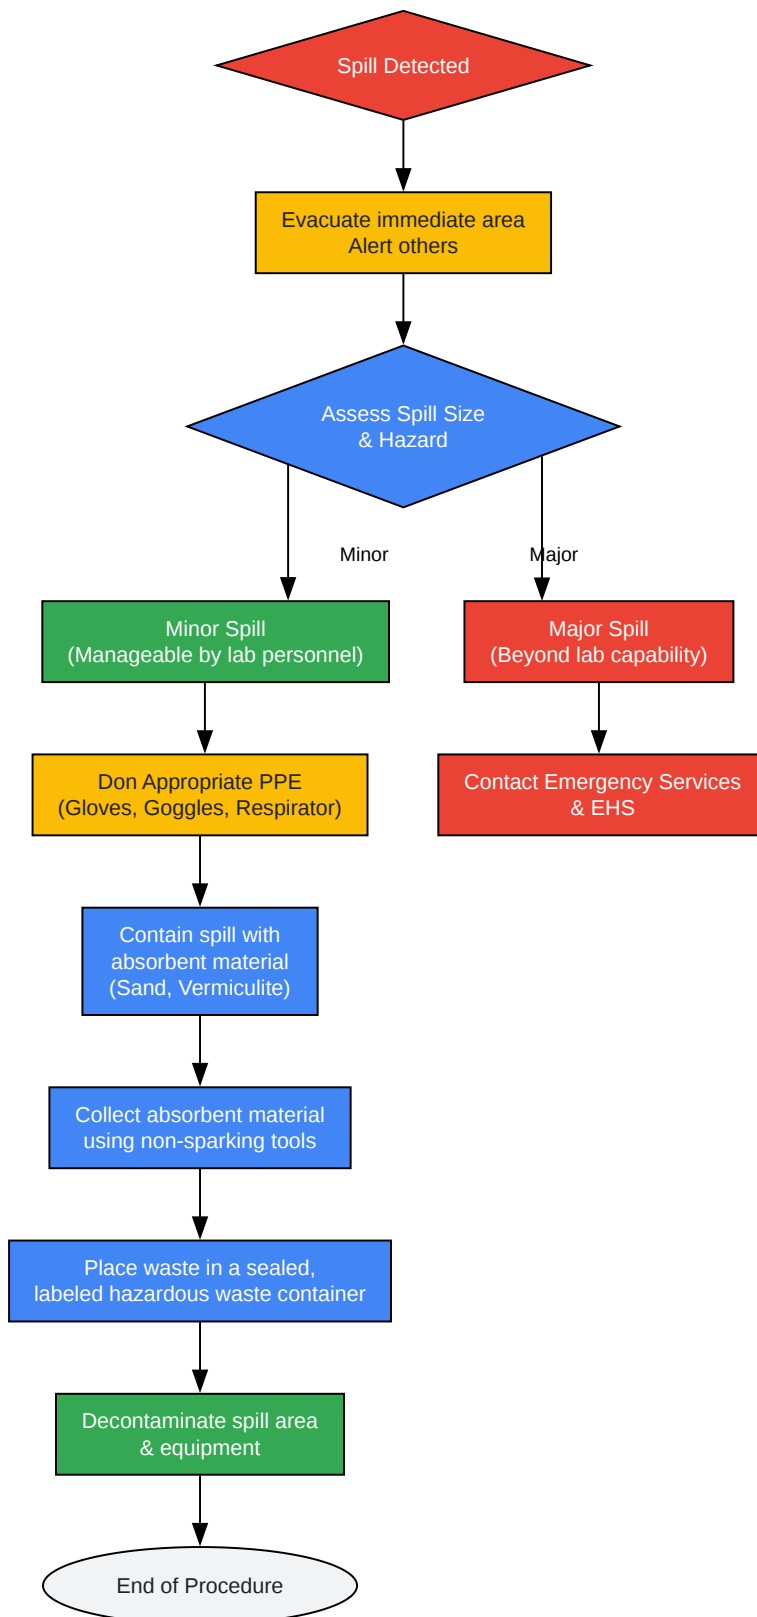 Spill Detected
Evacuate immediate area
Alert others
Assess Spill Size
& Hazard
Minor
Major
Minor Spill
(Manageable by lab personnel)
Major Spill
(Beyond lab capability)
Don Appropriate PPE
(Gloves, Goggles, Respirator)
Contact Emergency Services
& EHS
Contain spill with
absorbent material
(Sand, Vermiculite)
Collect absorbent material
using non-sparking tools
Place waste in a sealed,
labeled hazardous waste container
Decontaminate spill area
& equipment
End of Procedure